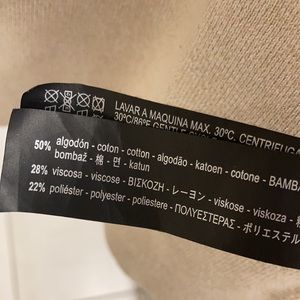 LAVAR A MAQUINA MAX. 30ºC. CENTRIFUGA
30ºC/86ºF GENTLE
50% algodón - coton - cotton - algodão - katoen - cotone - BAMBA
bombaž - 棉 - 면 - katun
28% viscosa - viscose - ΒΙΣΚΟΖΗ - レーヨン - viskose - viskoza -
22% poliéster - polyester - poliestere - ΠΟΛΥΕΣΤΕΡΑΣ - ポリエステル